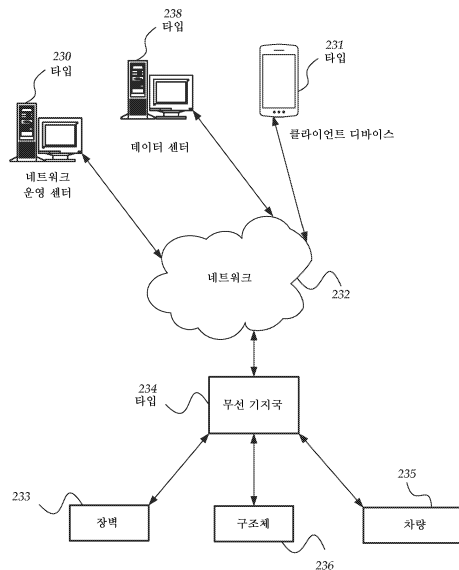 238
타입
230
타입
231
타입
데이터 센터
클라이언트 디바이스
네트워크
운영 센터
네트워크
232
234
타입
무선 기지국
233
235
장벽
구조체
차량
236